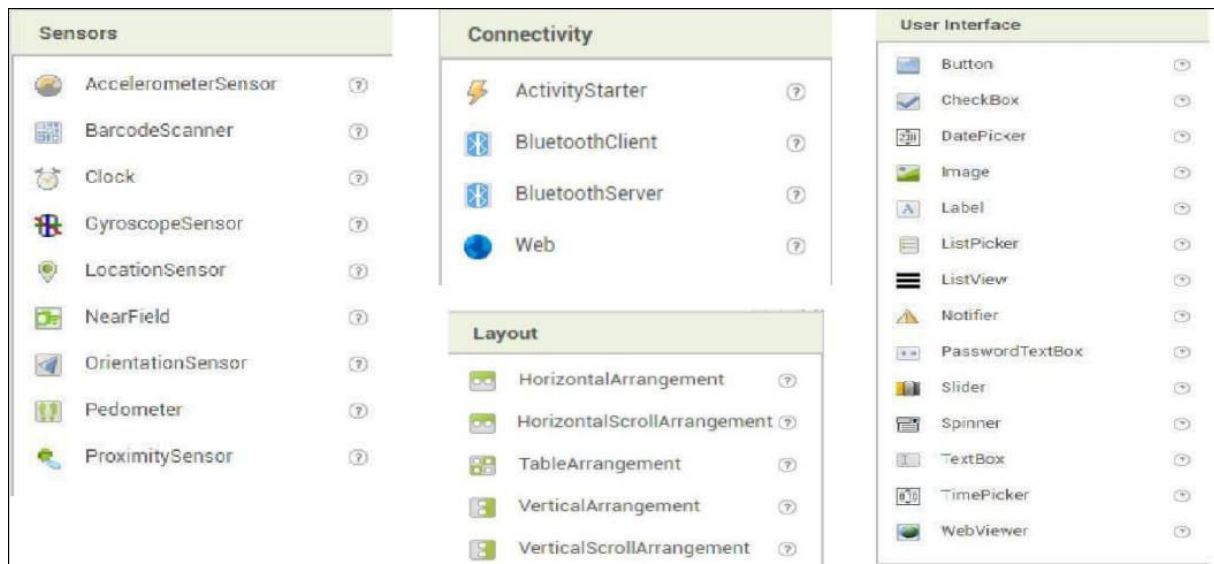 Sensors
AccelerometerSensor
BarcodeScanner
Clock
GyroscopeSensor
LocationSensor
NearField
OrientationSensor
Pedometer
ProximitySensor
Connectivity
ActivityStarter
BluetoothClient
BluetoothServer
Web
Layout
HorizontalArrangement
HorizontalScrollArrangement
TableArrangement
VerticalArrangement
VerticalScrollArrangement
User Interface
Button
CheckBox
DatePicker
Image
Label
ListPicker
ListView
Notifier
PasswordTextBox
Slider
Spinner
TextBox
TimePicker
WebViewer